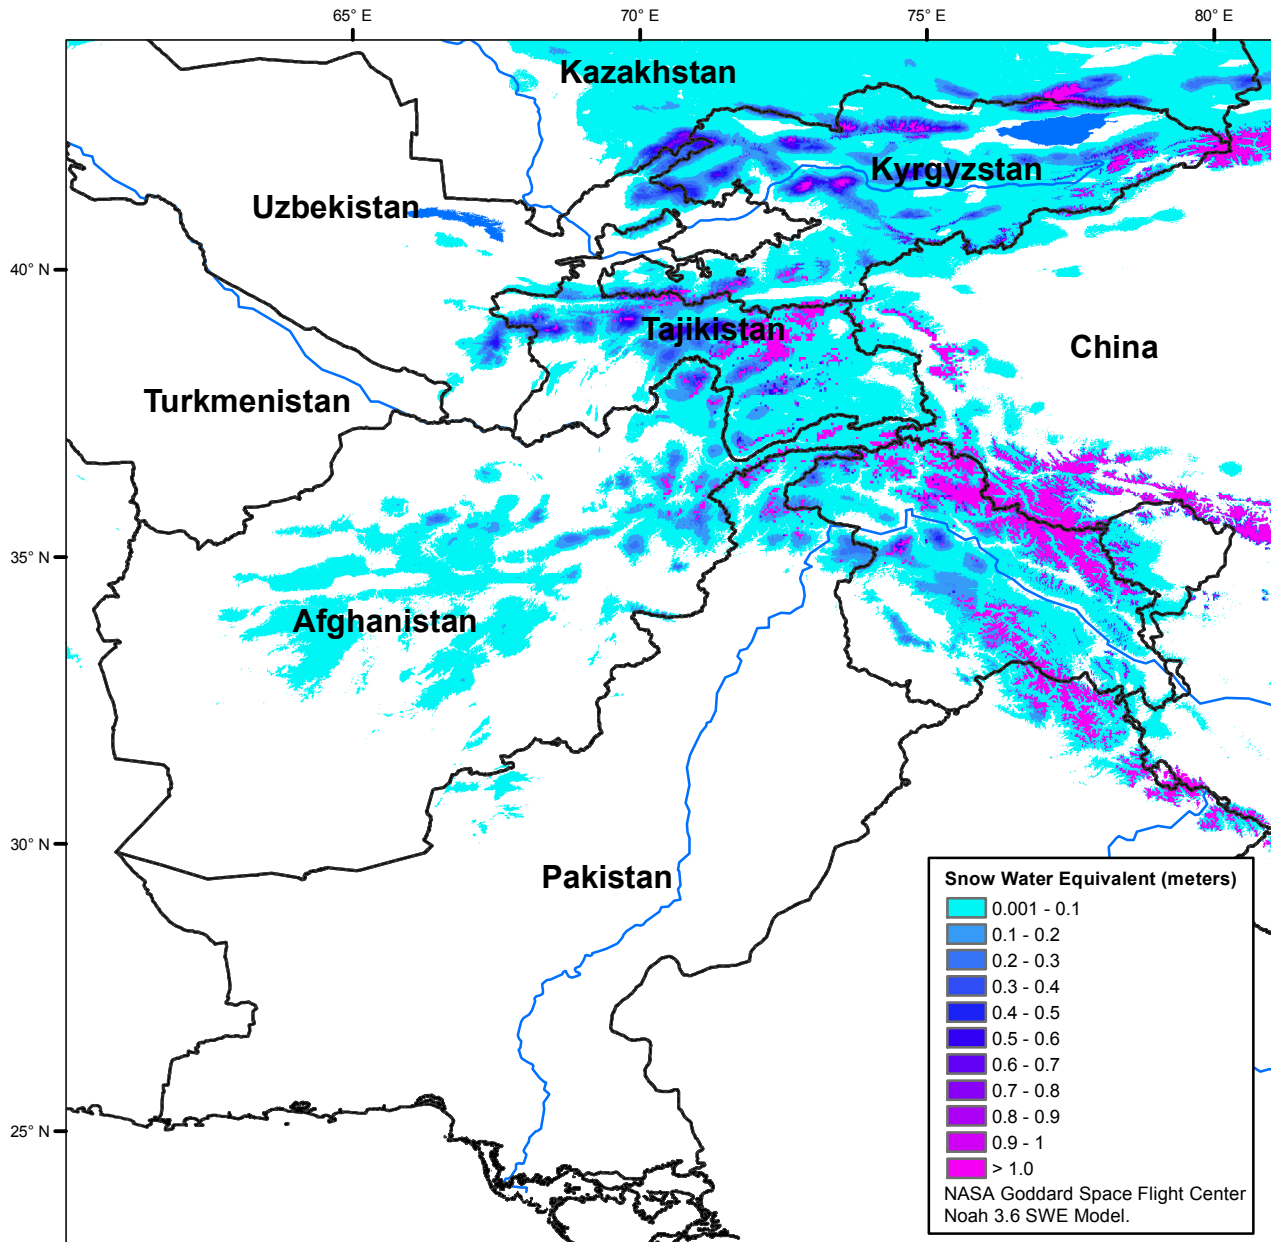 65° E
70° E
75° E
80° E
Kazakhstan
Kyrgyzstan
Uzbekistan
40° N
Tajikistan
China
Turkmenistan
35° N
Afghanistan
30° N
Pakistan
25° N
Snow Water Equivalent (meters)
0.001 - 0.1
0.1 - 0.2
0.2 - 0.3
0.3 - 0.4
0.4 - 0.5
0.5 - 0.6
0.6 - 0.7
0.7 - 0.8
0.8 - 0.9
0.9 - 1
> 1.0
NASA Goddard Space Flight Center
Noah 3.6 SWE Model.